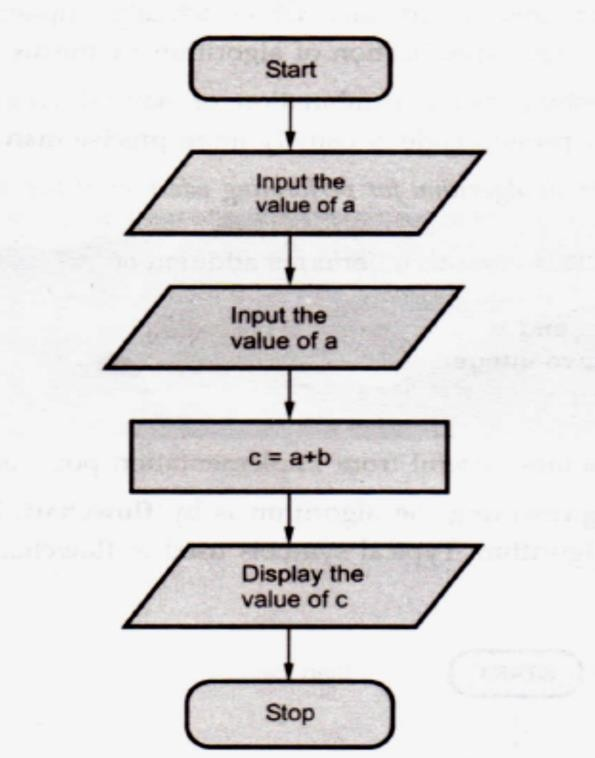 Start
Input the
value of a
Input the
value of a
c = a+b
Display the
value of c
Stop